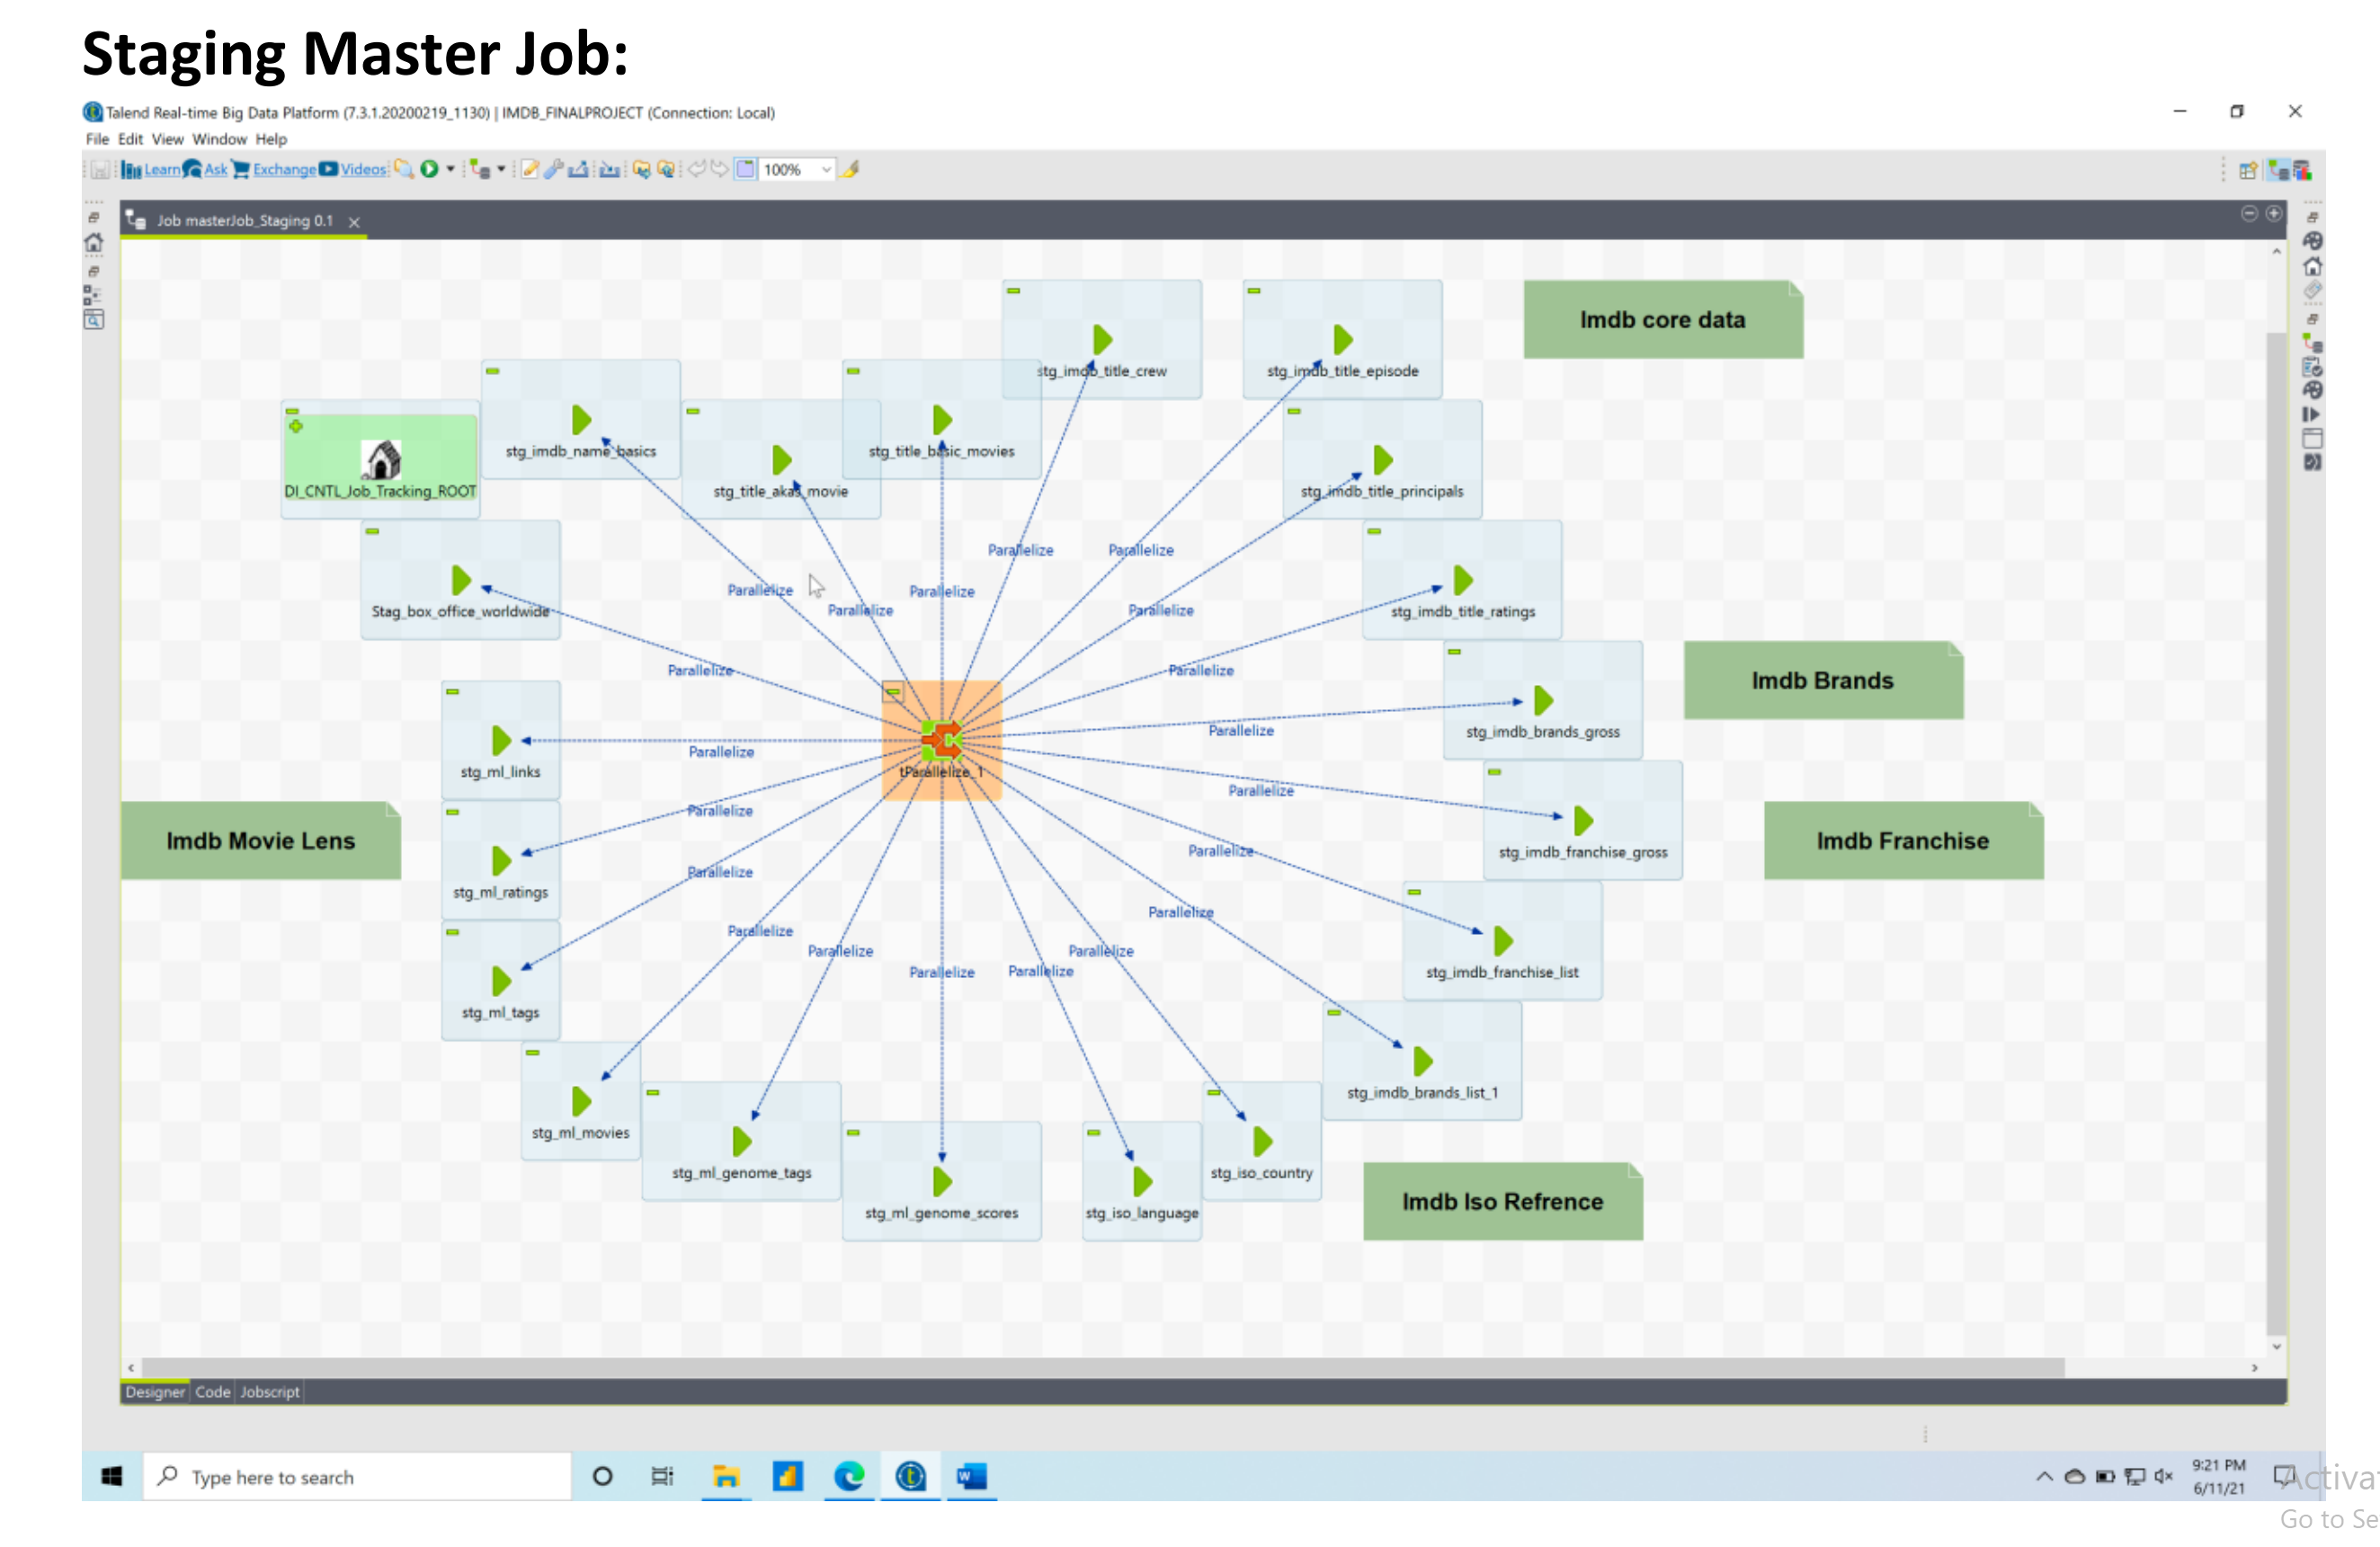 Staging Master Job:
Talend Real-time Big Data Platform (7.3.1.20200219_1130) | IMDB_FINALPROJECT (Connection: Local)
File Edit View Window Help
Learn Ask Exchange Videos 100%
Job masterJob_Staging 0.1
Imdb core data
stg_imdb_title_crew
stg_imdb_title_episode
stg_imdb_name_basics
stg_title_basic_movies
DI_CNTL_Job_Tracking_ROOT
stg_title_akas_movie
stg_imdb_title_principals
Parallelize
Parallelize
Parallelize
Parallelize
Parallelize
Parallelize
Stag_box_office_worldwide
stg_imdb_title_ratings
Parallelize
Parallelize
Imdb Brands
Parallelize
stg_imdb_brands_gross
Parallelize
stg_ml_links
tParallelize_1
Parallelize
Parallelize
Imdb Movie Lens
Imdb Franchise
Parallelize
stg_imdb_franchise_gross
Parallelize
stg_ml_ratings
Parallelize
Parallelize
Parallelize
Parallelize
Parallelize
Parallelize
stg_imdb_franchise_list
stg_ml_tags
stg_imdb_brands_list_1
stg_ml_movies
stg_ml_genome_tags
stg_iso_country
Imdb Iso Refrence
stg_ml_genome_scores
stg_iso_language
Designer Code Jobscript
Type here to search
9:21 PM
6/11/21
Activa
Go to Se